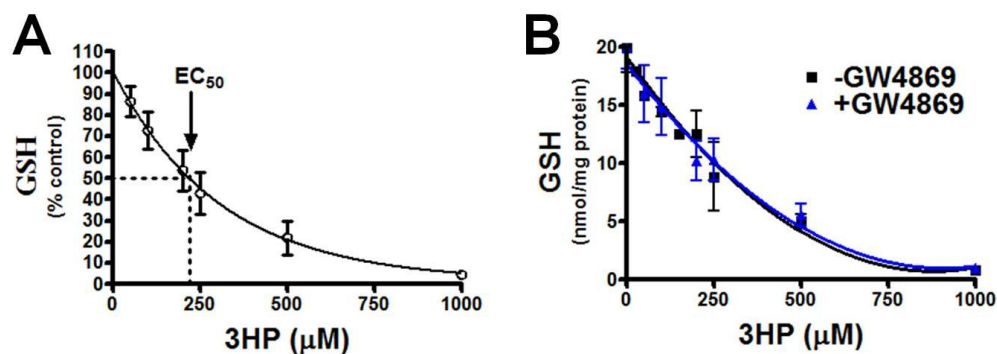 A
EC50
GSH
(% control)
110
100
90
80
70
60
50
40
30
20
10
0
0 250 500 750 1000
3HP (μM)
B
-GW4869
+GW4869
GSH
(nmol/mg protein)
20
15
10
5
0
0 250 500 750 1000
3HP (μM)